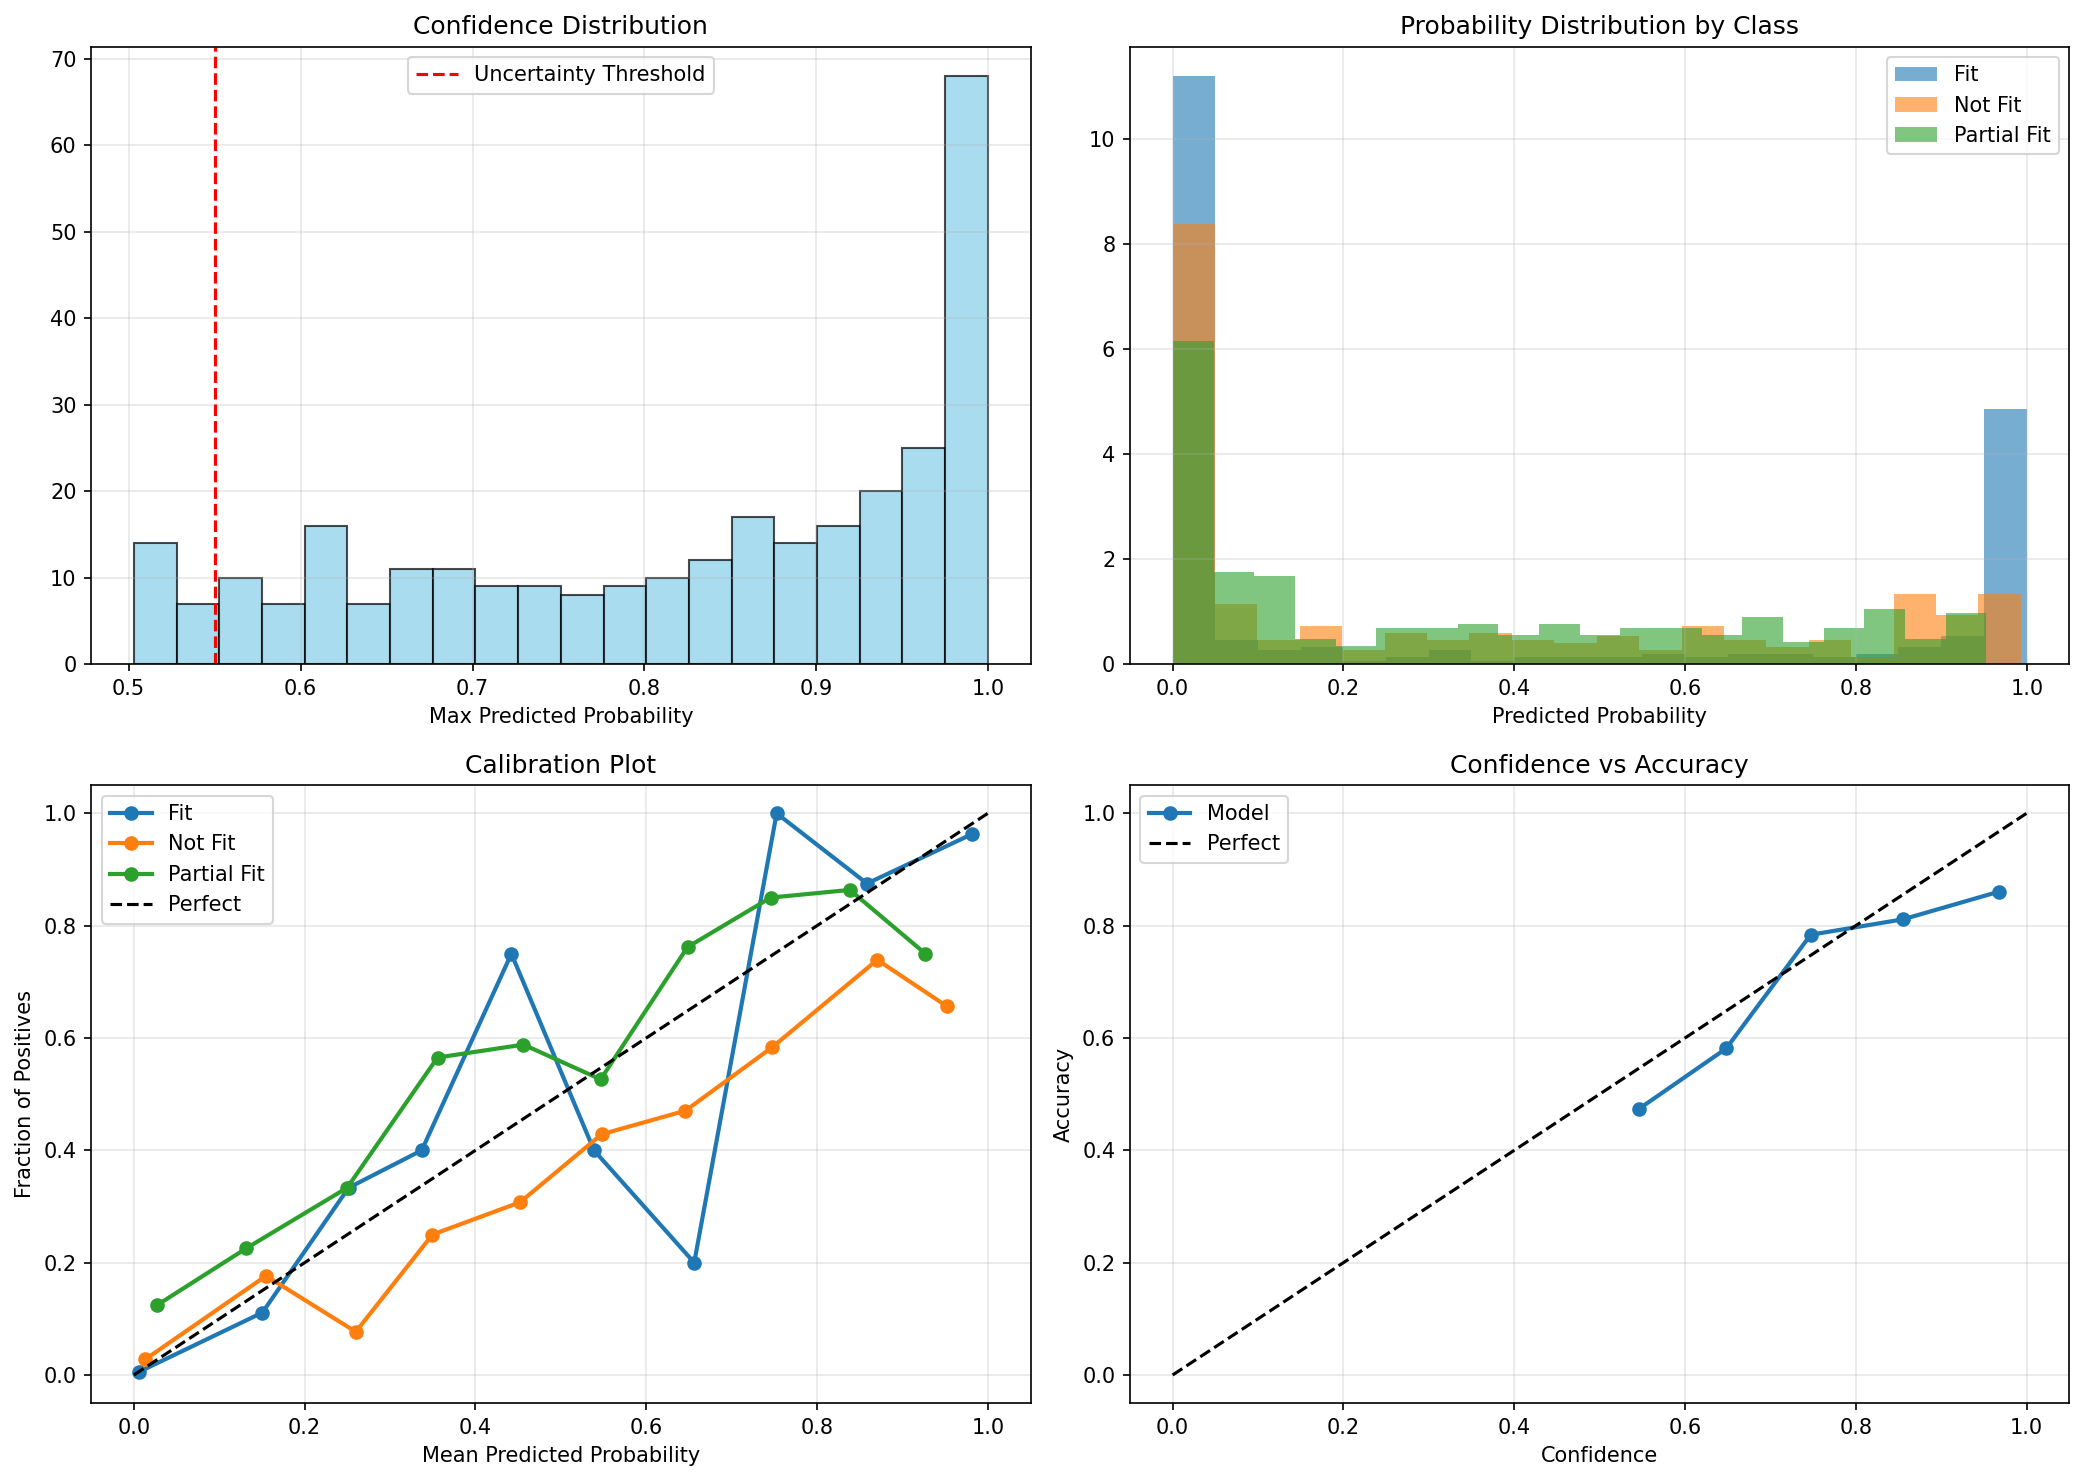 Confidence Distribution
Uncertainty Threshold
70
60
50
40
30
20
10
0
0.5 0.6 0.7 0.8 0.9 1.0
Max Predicted Probability
Probability Distribution by Class
Fit
Not Fit
Partial Fit
10
8
6
4
2
0
0.0 0.2 0.4 0.6 0.8 1.0
Predicted Probability
Calibration Plot
Fit
Not Fit
Partial Fit
Perfect
Fraction of Positives
1.0
0.8
0.6
0.4
0.2
0.0
0.0 0.2 0.4 0.6 0.8 1.0
Mean Predicted Probability
Confidence vs Accuracy
Model
Perfect
Accuracy
1.0
0.8
0.6
0.4
0.2
0.0
0.0 0.2 0.4 0.6 0.8 1.0
Confidence